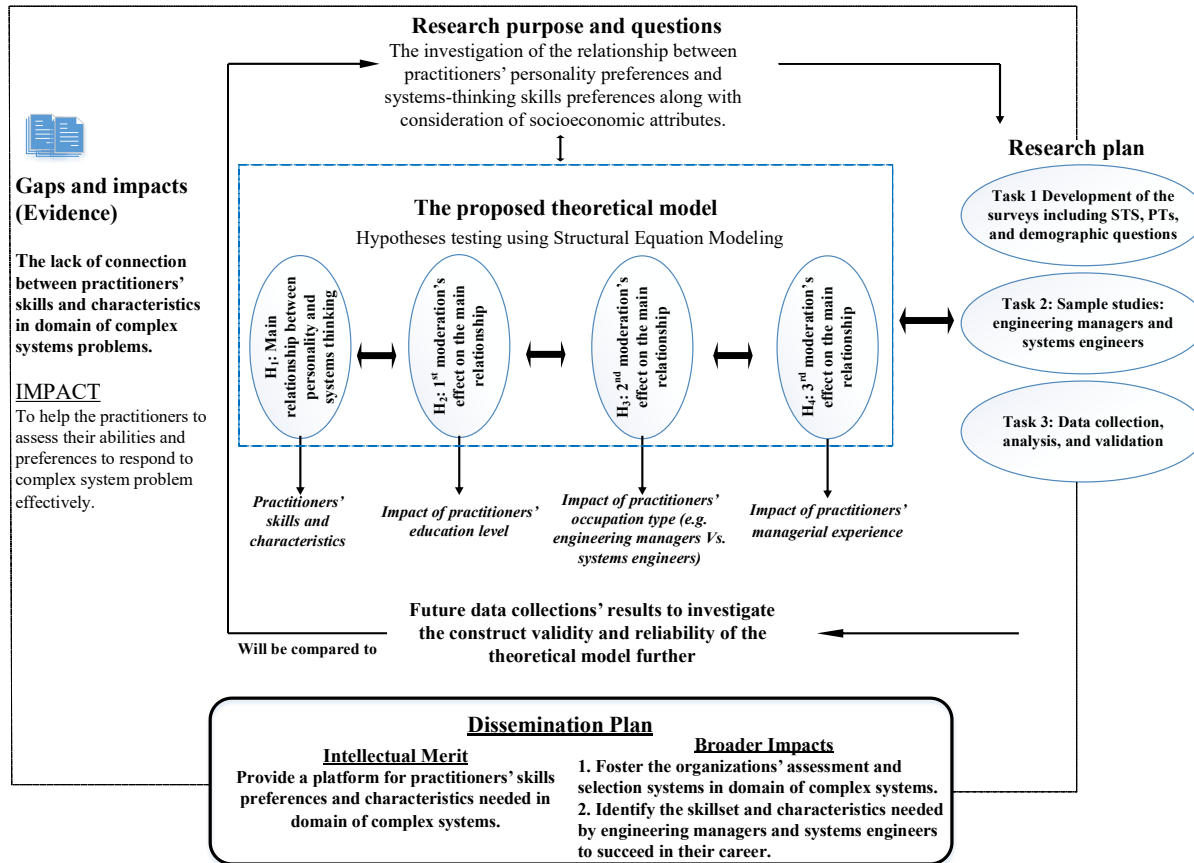 Research purpose and questions
The investigation of the relationship between
practitioners' personality preferences and
systems-thinking skills preferences along with
consideration of socioeconomic attributes.
Gaps and impacts
(Evidence)
The lack of connection
between practitioners'
skills and characteristics
in domain of complex
systems problems.
IMPACT
To help the practitioners to
assess their abilities and
preferences to respond to
complex system problem
effectively.
The proposed theoretical model
Hypotheses testing using Structural Equation Modeling
H1: Main
relationship between
personality and
systems thinking
H2: 1st moderation's
effect on the main
relationship
H3: 2nd moderation's
effect on the main
relationship
H4: 3rd moderation's
effect on the main
relationship
Practitioners'
skills and
characteristics
Impact of practitioners'
education level
Impact of practitioners'
occupation type (e.g.
engineering managers Vs.
systems engineers)
Impact of practitioners'
managerial experience
Research plan
Task 1 Development of the
surveys including STS, PTs,
and demographic questions
Task 2: Sample studies:
engineering managers and
systems engineers
Task 3: Data collection,
analysis, and validation
Future data collections' results to investigate
the construct validity and reliability of the
theoretical model further
Will be compared to
Dissemination Plan
Intellectual Merit
Provide a platform for practitioners' skills
preferences and characteristics needed in
domain of complex systems.
Broader Impacts
1. Foster the organizations' assessment and
selection systems in domain of complex systems.
2. Identify the skillset and characteristics needed
by engineering managers and systems engineers
to succeed in their career.